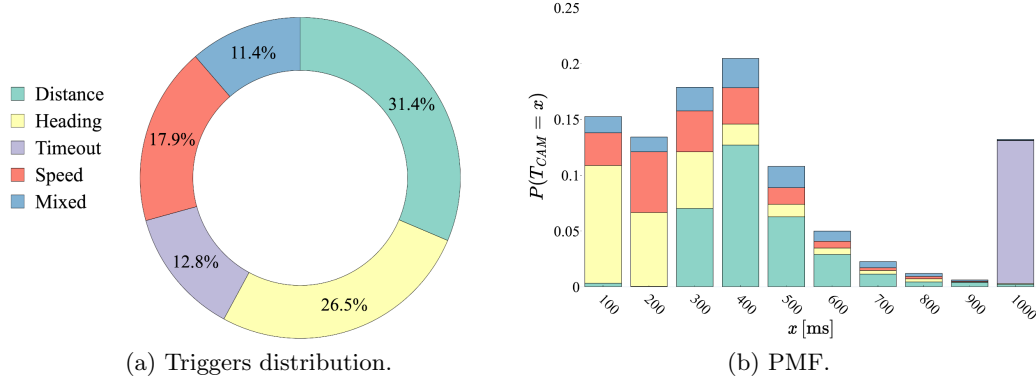 Distance
Heading
Timeout
Speed
Mixed
11.4%
31.4%
17.9%
12.8%
26.5%
(a) Triggers distribution.
P(T_CAM = x)
0.25
0.2
0.15
0.1
0.05
0
100
200
300
400
500
600
700
800
900
1000
x [ms]
(b) PMF.